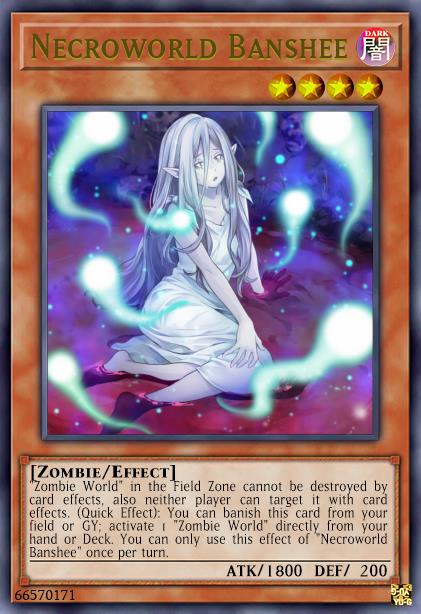 Necroworld Banshee
DARK
闇
[Zombie/Effect]
"Zombie World" in the Field Zone cannot be destroyed by
card effects, also neither player can target it with card
effects. (Quick Effect): You can banish this card from your
field or GY; activate 1 "Zombie World" directly from your
hand or Deck. You can only use this effect of "Necroworld
Banshee" once per turn.
ATK/1800 DEF/ 200
66570171